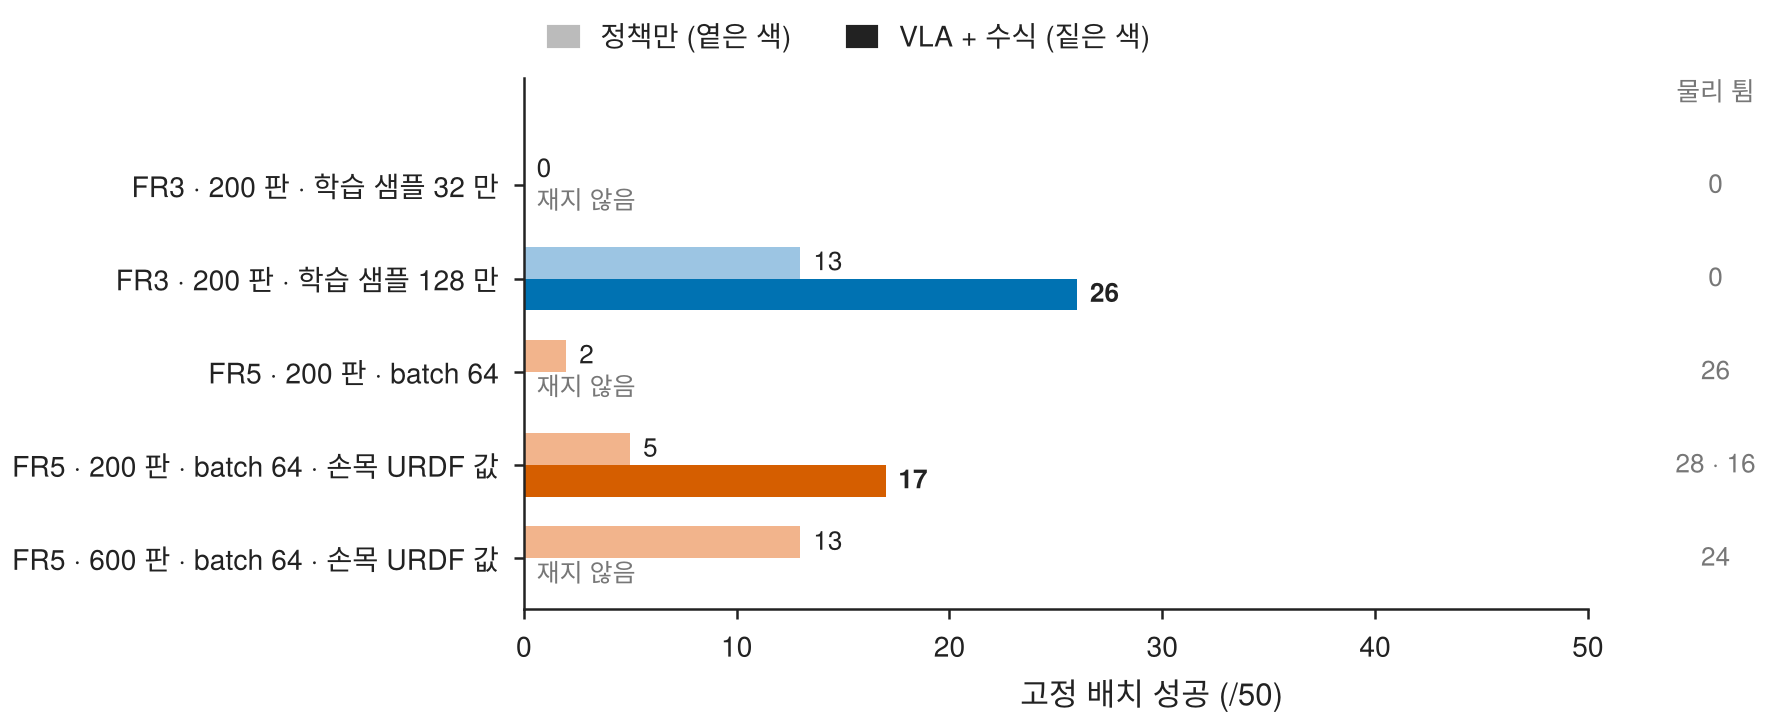 정책만 (옅은 색)
VLA + 수식 (짙은 색)
물리 튐
FR3 · 200 판 · 학습 샘플 32 만
0
재지 않음
0
FR3 · 200 판 · 학습 샘플 128 만
13
26
0
FR5 · 200 판 · batch 64
2
재지 않음
26
FR5 · 200 판 · batch 64 · 손목 URDF 값
5
17
28 · 16
FR5 · 600 판 · batch 64 · 손목 URDF 값
13
재지 않음
24
0 10 20 30 40 50
고정 배치 성공 (/50)